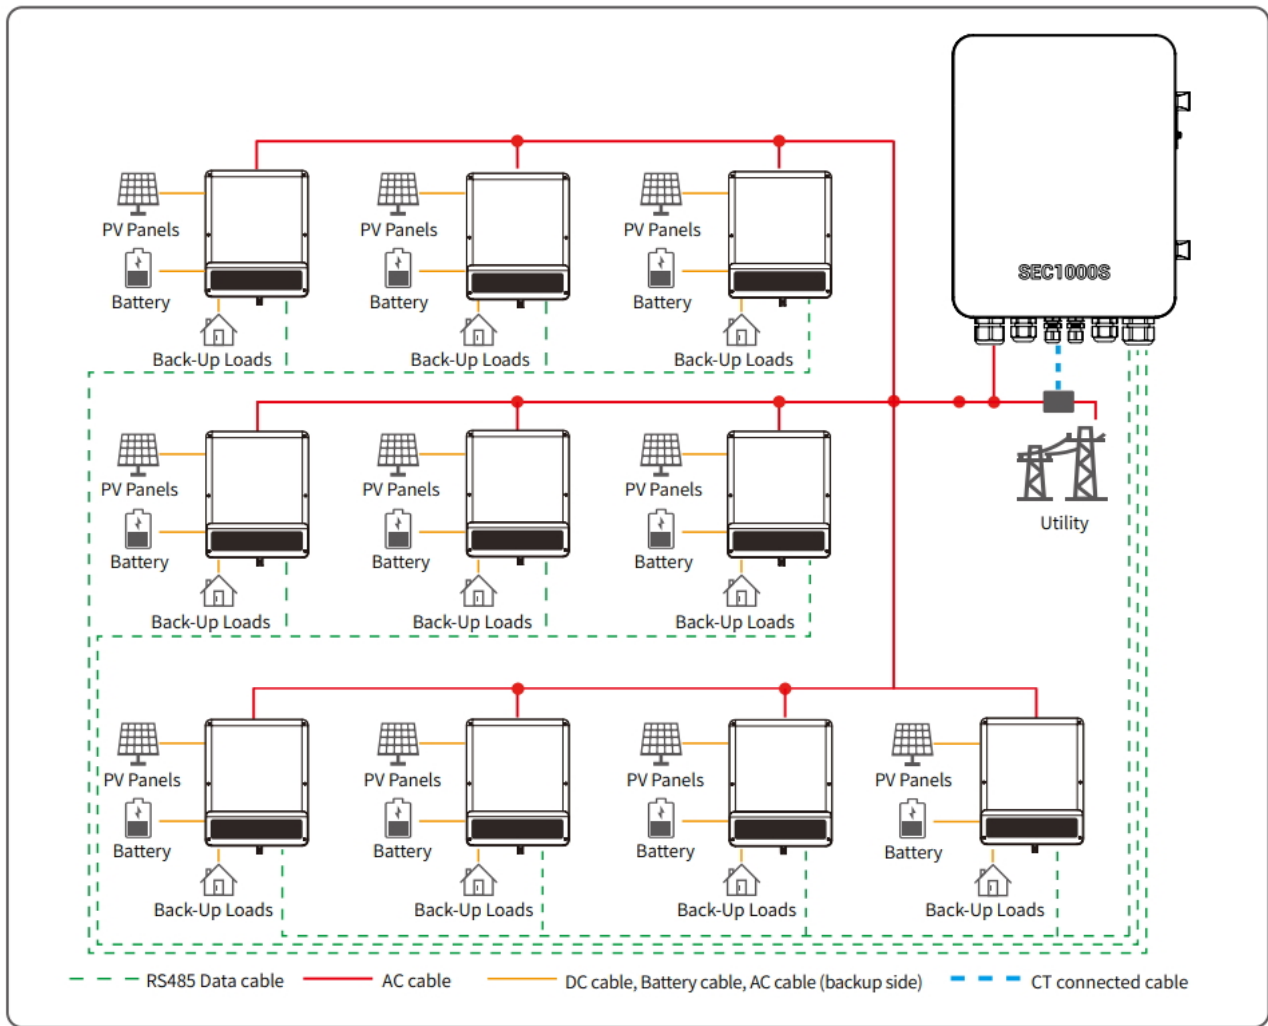 SEC1000S
PV Panels PV Panels PV Panels
Battery Battery Battery
Back-Up Loads Back-Up Loads Back-Up Loads
PV Panels PV Panels PV Panels
Utility
Battery Battery Battery
Back-Up Loads Back-Up Loads Back-Up Loads
PV Panels PV Panels PV Panels PV Panels
Battery Battery Battery Battery
Back-Up Loads Back-Up Loads Back-Up Loads Back-Up Loads
RS485 Data cable AC cable DC cable, Battery cable, AC cable (backup side) CT connected cable